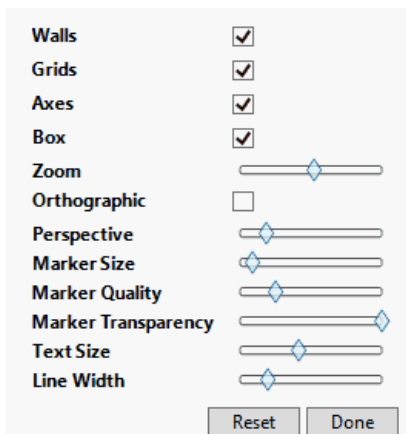 Walls
Grids
Axes
Box
Zoom
Orthographic
Perspective
Marker Size
Marker Quality
Marker Transparency
Text Size
Line Width
Reset Done